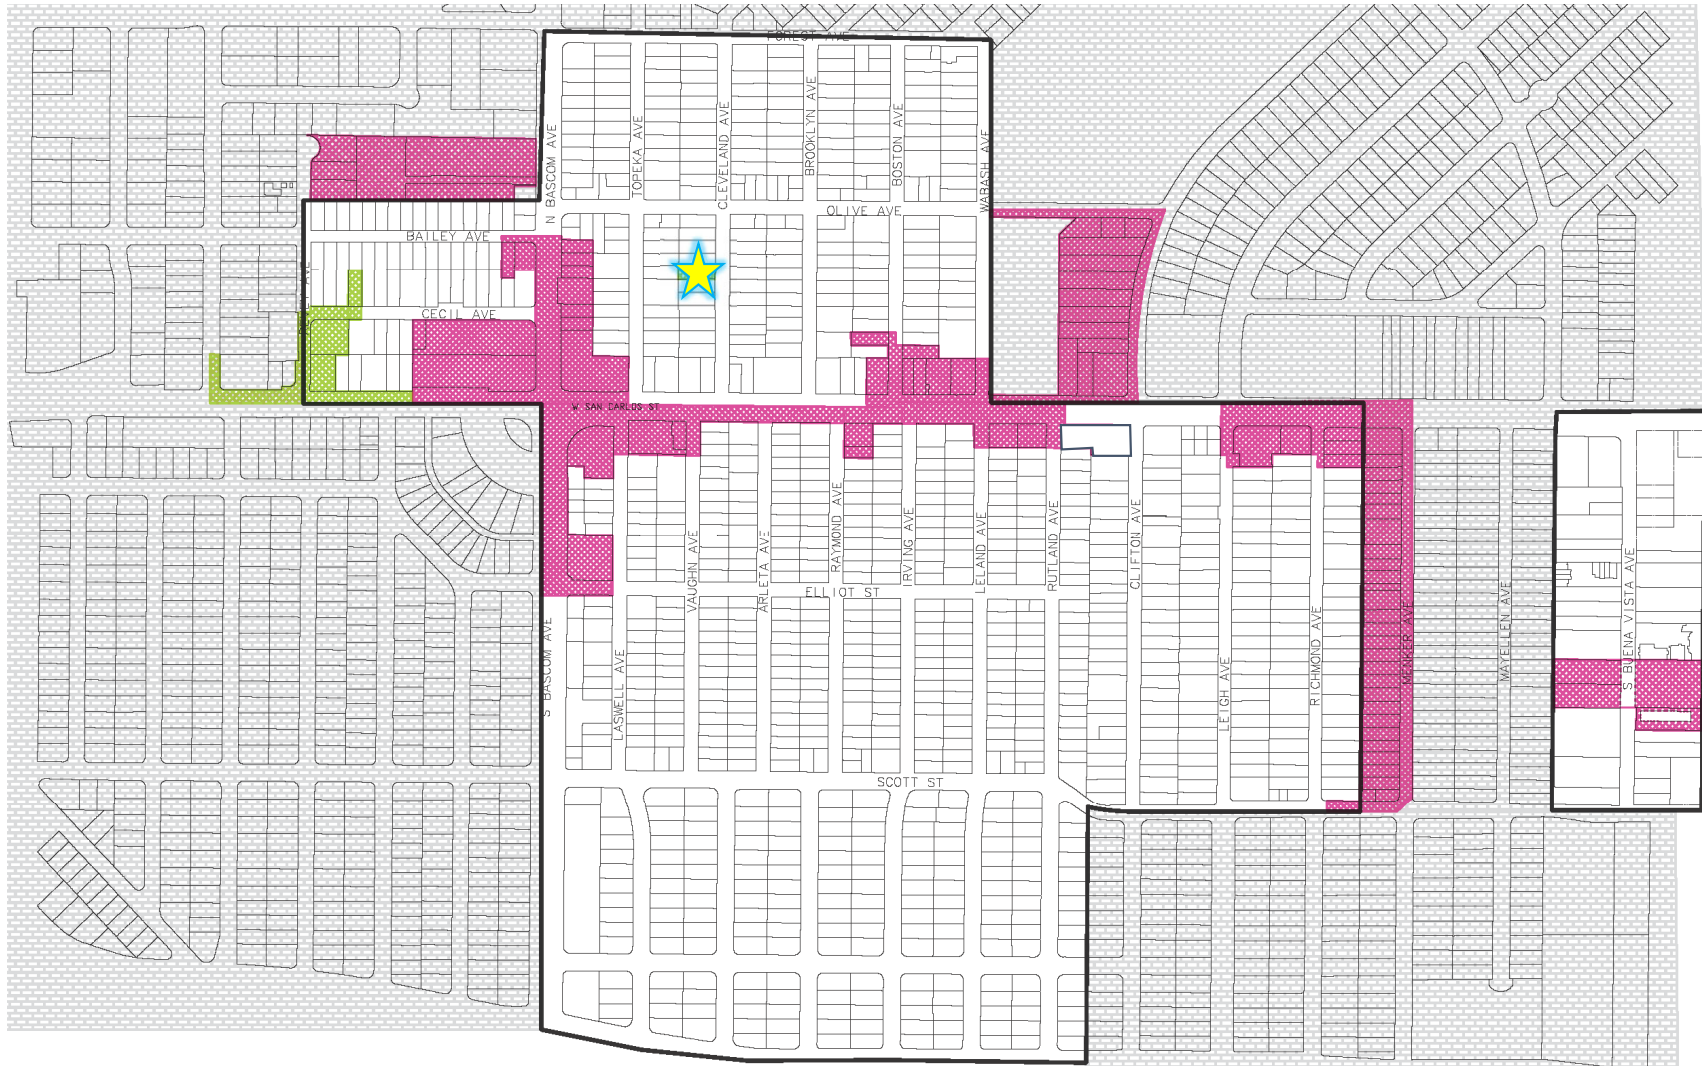 FOREST AVE
N BASCOM AVE
TOPEKA AVE
CLEVELAND AVE
BROOKLYN AVE
BOSTON AVE
WABASH AVE
OLIVE AVE
BAILEY AVE
CECIL AVE
W SAN CARLOS ST
S BASCOM AVE
LASWELL AVE
VAUGHN AVE
ARLETA AVE
RAYMOND AVE
IRVING AVE
LELAND AVE
RUTLAND AVE
CLIFTON AVE
LEIGH AVE
RICHMOND AVE
MENKER AVE
MAYELLEN AVE
S BUENA VISTA AVE
ELLIOT ST
SCOTT ST